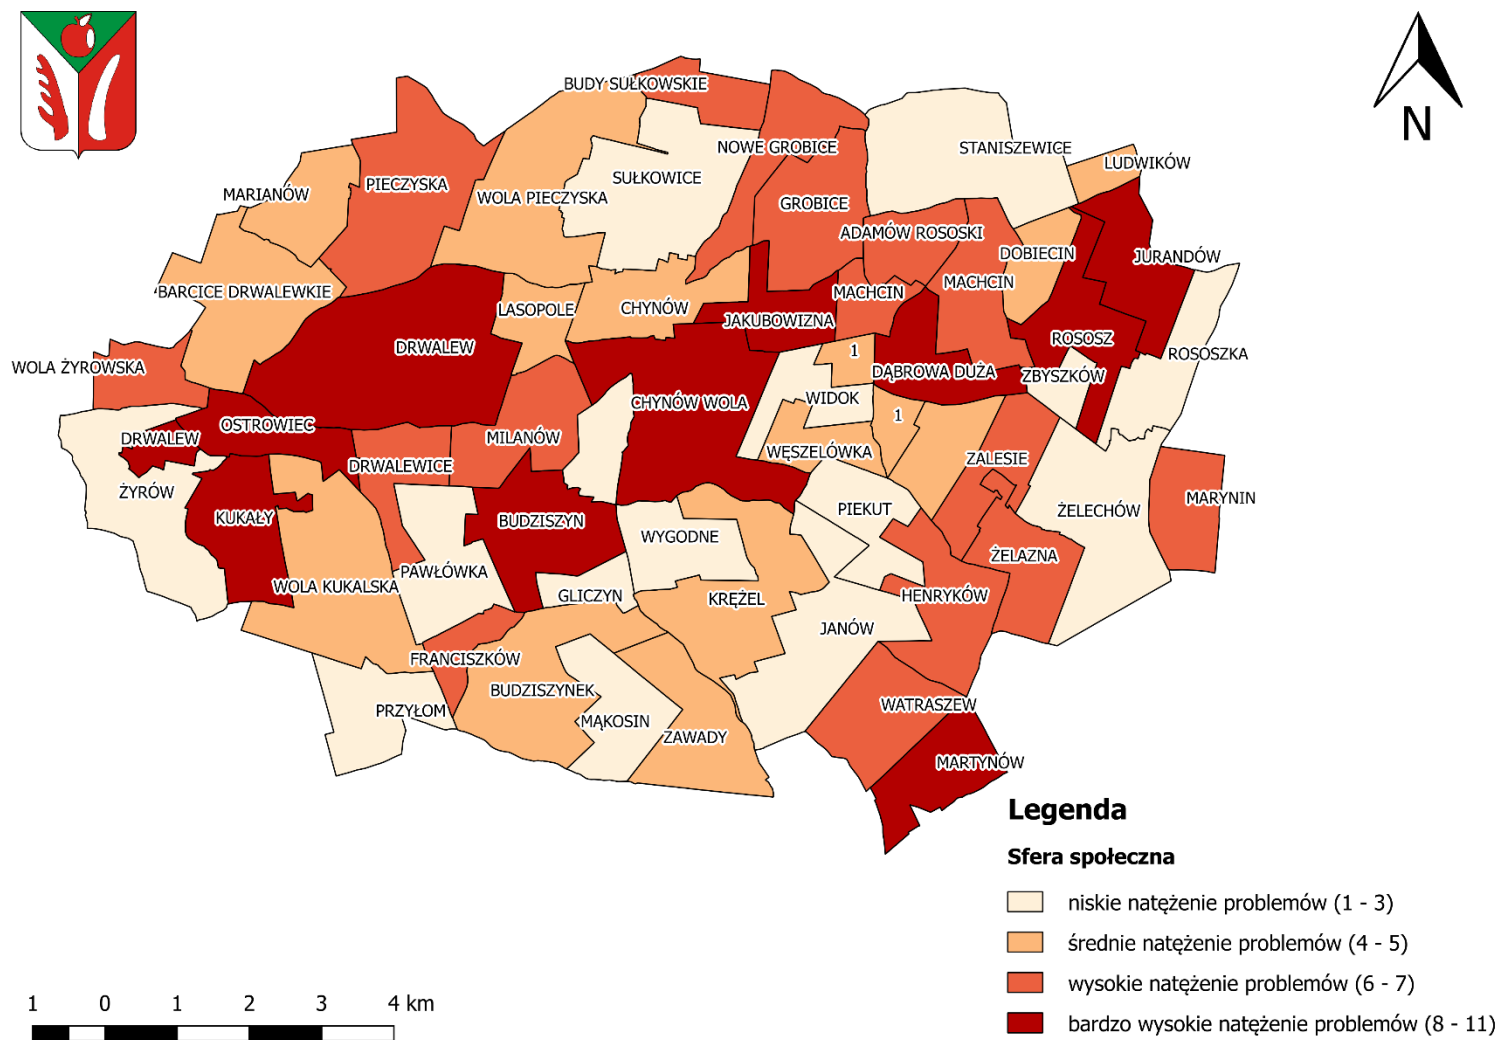 BUDY SUŁKOWSKIE
NOWE GROBICE
STANISZEWICE
LUDWIKÓW
MARIANÓW
PIECZYSKA
WOLA PIECZYSKA
SUŁKOWICE
GROBICE
ADAMÓW ROSOSKI
DOBIECIN
JURANDÓW
BARCICE DRWALEWKIE
LASOPOLE
CHYNÓW
MACHCIN
MACHCIN
JAKUBOWIZNA
DRWALEW
ROSOSZ
ROSOSZKA
WOLA ŻYROWSKA
1
DĄBROWA DUŻA
ZBYSZKÓW
CHYNÓW WOLA
WIDOK
1
OSTROWIEC
DRWALEW
MILANÓW
DRWALEWICE
WĘSZELÓWKA
ZALESIE
ŻYRÓW
MARYNIN
KUKAŁY
BUDZISZYN
PIEKUT
ŻELECHÓW
WYGODNE
ŻELAZNA
PAWŁÓWKA
WOLA KUKALSKA
GLICZYN
KRĘŻEL
HENRYKÓW
JANÓW
FRANCISZKÓW
BUDZISZYNEK
PRZYŁOM
MĄKOSIN
ZAWADY
WATRASZEW
MARTYNÓW
N
Legenda
Sfera społeczna
niskie natężenie problemów (1 - 3)
średnie natężenie problemów (4 - 5)
wysokie natężenie problemów (6 - 7)
bardzo wysokie natężenie problemów (8 - 11)
1 0 1 2 3 4 km